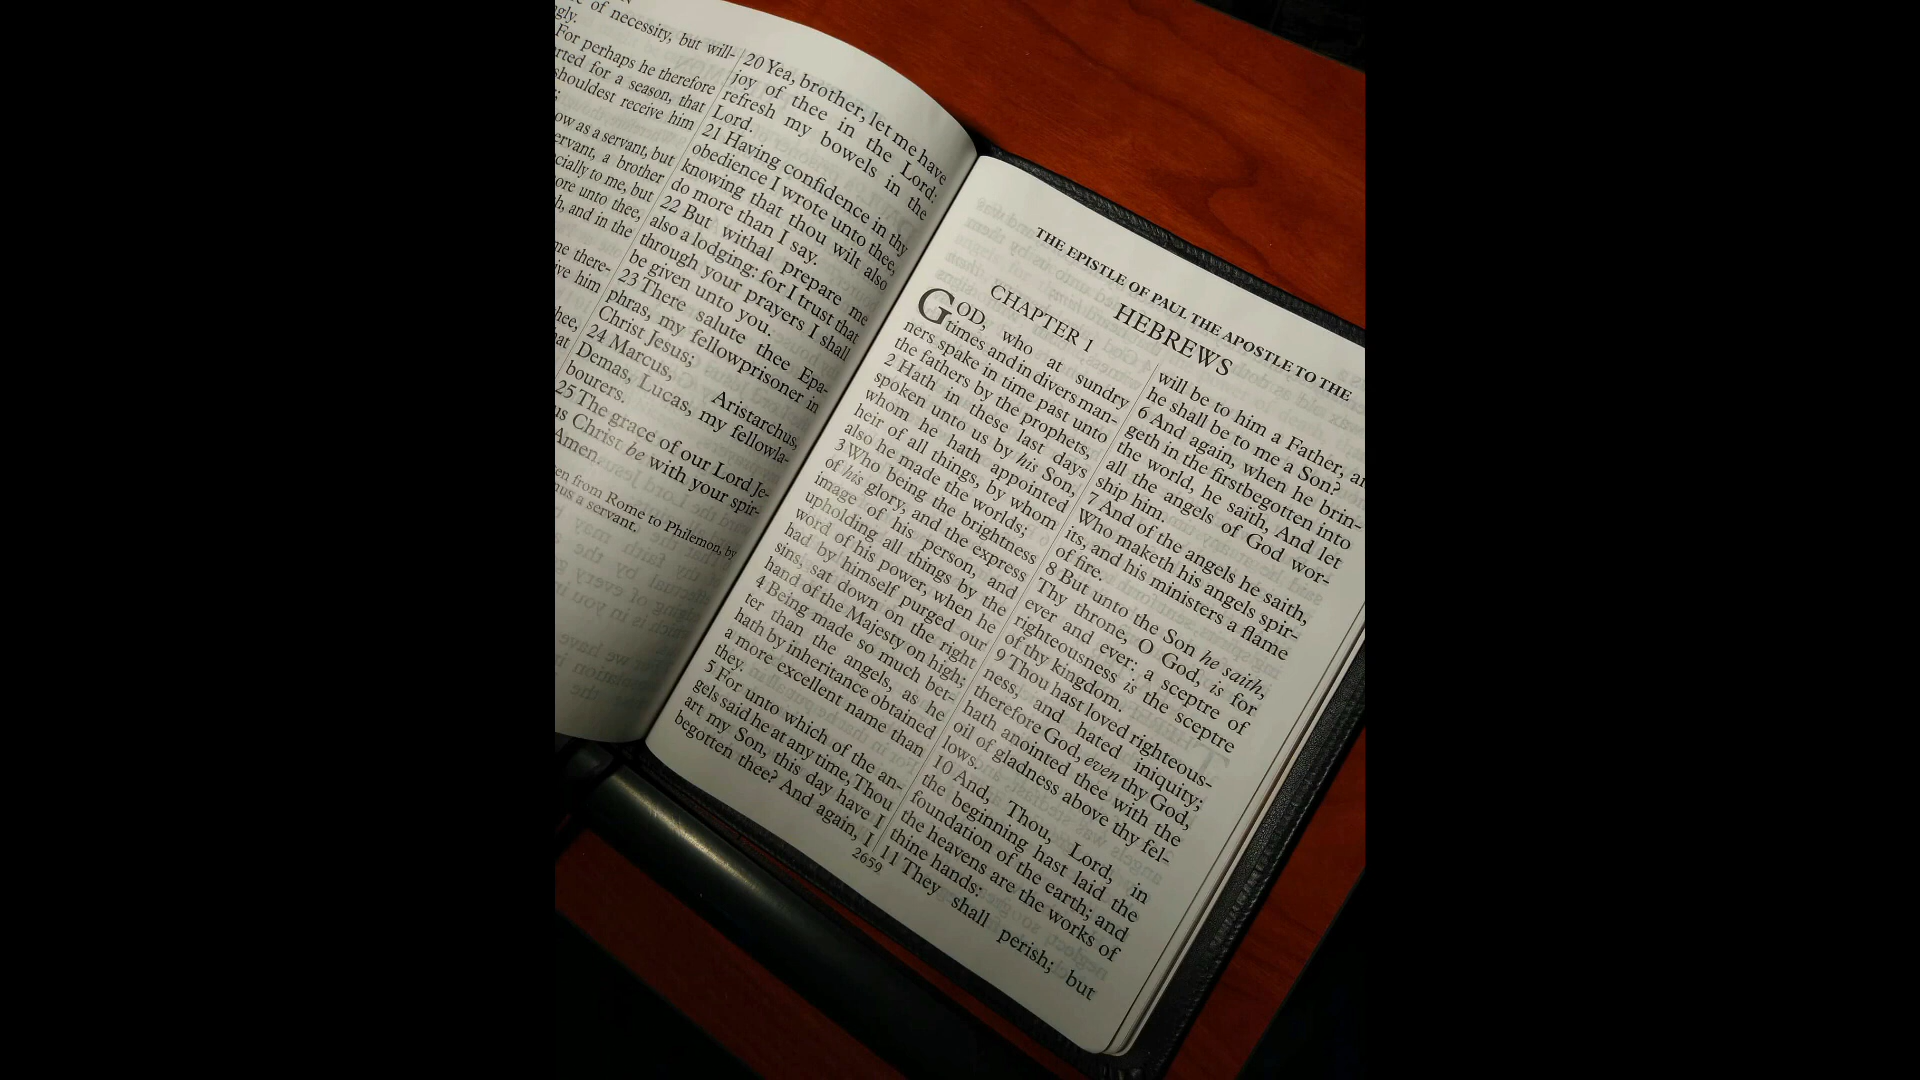 N
e of necessity, but will-
gly.
For perhaps he therefore
rted for a season, that
shouldest receive him
;
ow as a servant, but
ervant, a brother
cially to me, but
ore unto thee,
h, and in the
me there-
ive him
hee,
at
20 Yea, brother, let me have
joy of thee in the Lord:
refresh my bowels in the
Lord.
21 Having confidence in thy
obedience I wrote unto thee,
knowing that thou wilt also
do more than I say.
22 But withal prepare me
also a lodging: for I trust that
through your prayers I shall
be given unto you.
23 There salute thee Epa-
phras, my fellowprisoner in
Christ Jesus;
24 Marcus, Aristarchus,
Demas, Lucas, my fellowla-
bourers.
25 The grace of our Lord Je-
us Christ be with your spir-
Amen.
en from Rome to Philemon, by
mus a servant.
THE EPISTLE OF PAUL THE APOSTLE TO THE
HEBREWS
CHAPTER 1
GOD, who at sundry
times and in divers man-
ners spake in time past unto
the fathers by the prophets,
2 Hath in these last days
spoken unto us by his Son,
whom he hath appointed
heir of all things, by whom
also he made the worlds;
3 Who being the brightness
of his glory, and the express
image of his person, and
upholding all things by the
word of his power, when he
had by himself purged our
sins, sat down on the right
hand of the Majesty on high;
4 Being made so much bet-
ter than the angels, as he
hath by inheritance obtained
a more excellent name than
they.
5 For unto which of the an-
gels said he at any time, Thou
art my Son, this day have I
begotten thee? And again, I
will be to him a Father, an
he shall be to me a Son?
6 And again, when he brin-
geth in the firstbegotten into
the world, he saith, And let
all the angels of God wor-
ship him.
7 And of the angels he saith,
Who maketh his angels spir-
its, and his ministers a flame
of fire.
8 But unto the Son he saith,
Thy throne, O God, is for
ever and ever: a sceptre of
righteousness is the sceptre
of thy kingdom.
9 Thou hast loved righteous-
ness, and hated iniquity;
therefore God, even thy God,
hath anointed thee with the
oil of gladness above thy fel-
lows.
10 And, Thou, Lord, in
the beginning hast laid the
foundation of the earth; and
the heavens are the works of
thine hands:
11 They shall perish; but
2659